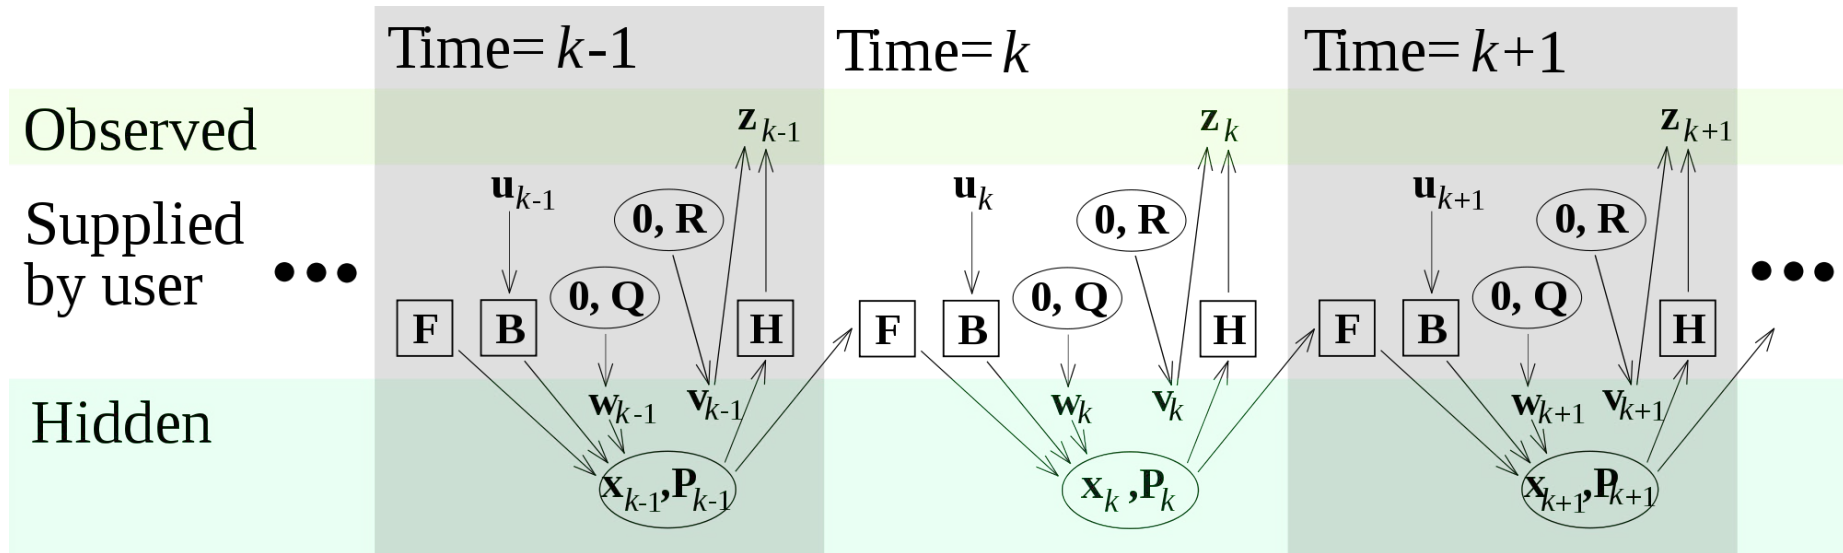 Time= k-1
Time= k
Time= k+1
Observed
z k-1
z k
z k+1
Supplied
by user
u k-1
0, R
u k
0, R
u k+1
0, R
0, Q
0, Q
0, Q
F
B
H
F
B
H
F
B
H
Hidden
w k-1
v k-1
w k
v k
w k+1
v k+1
x k-1 ,P k-1
x k ,P k
x k+1 ,P k+1